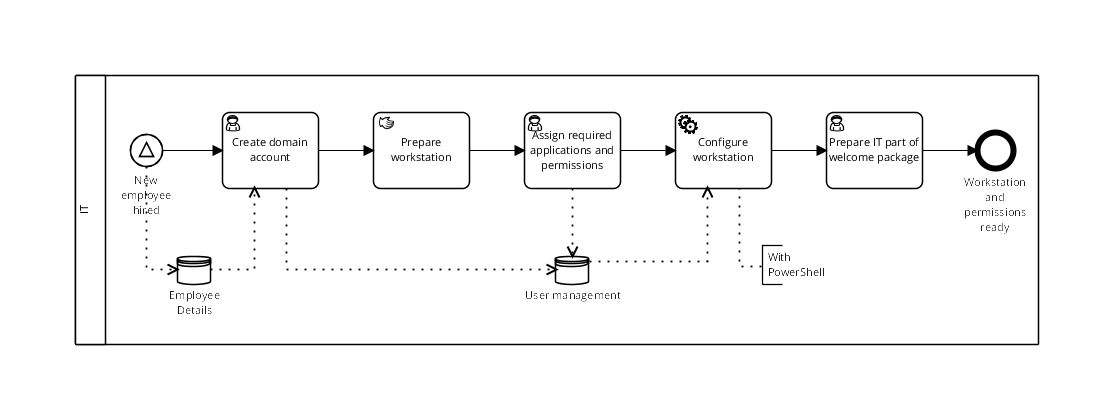 IT
New
employee
hired
Create domain
account
Prepare
workstation
Assign required
applications and
permissions
Configure
workstation
Prepare IT part of
welcome package
Workstation
and
permissions
ready
Employee
Details
User management
With
PowerShell